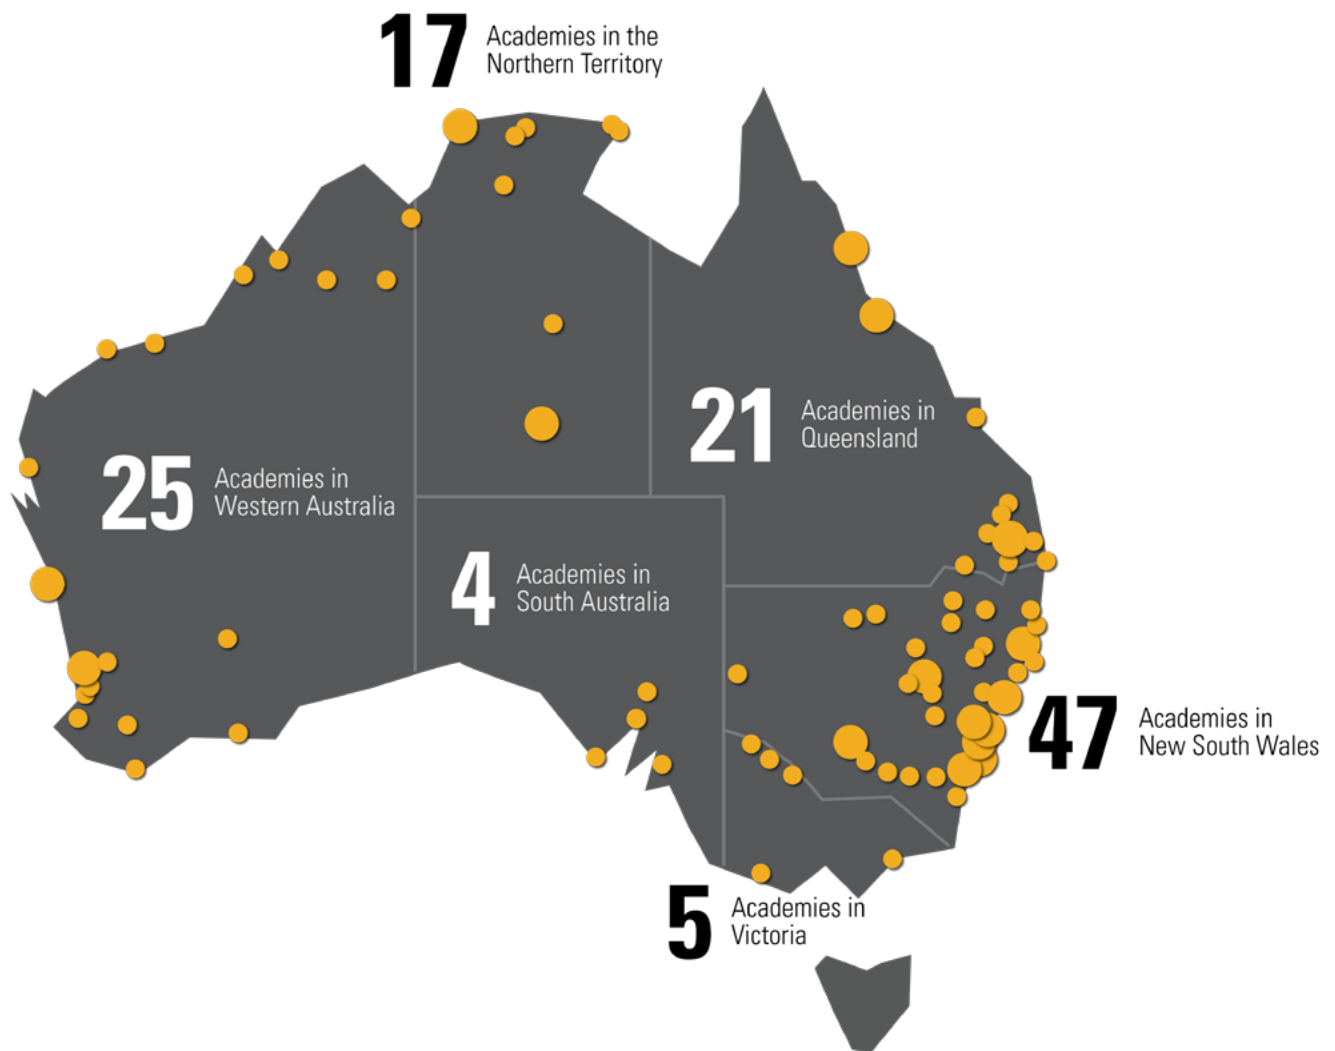 17 Academies in the
Northern Territory
21 Academies in
Queensland
25 Academies in
Western Australia
4 Academies in
South Australia
47 Academies in
New South Wales
5 Academies in
Victoria